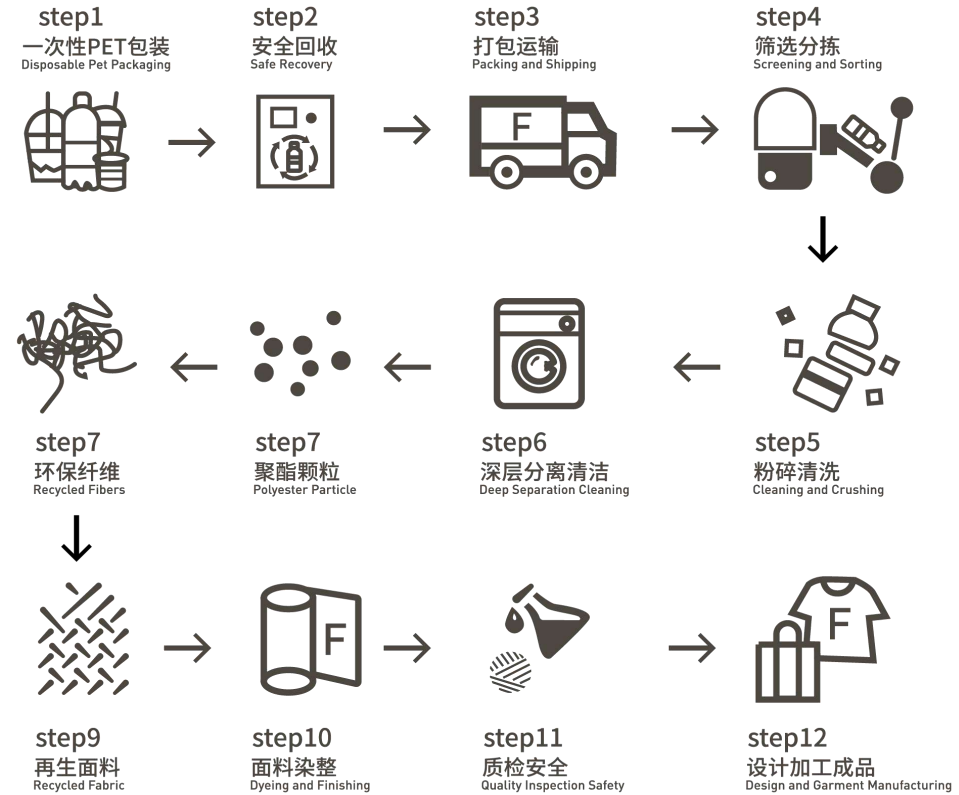 step1
一次性PET包装
Disposable Pet Packaging
step2
安全回收
Safe Recovery
step3
打包运输
Packing and Shipping
step4
筛选分拣
Screening and Sorting
F
step7
环保纤维
Recycled Fibers
step7
聚酯颗粒
Polyester Particle
step6
深层分离清洁
Deep Separation Cleaning
step5
粉碎清洗
Cleaning and Crushing
F
F
step9
再生面料
Recycled Fabric
step10
面料染整
Dyeing and Finishing
step11
质检安全
Quality Inspection Safety
step12
设计加工成品
Design and Garment Manufacturing